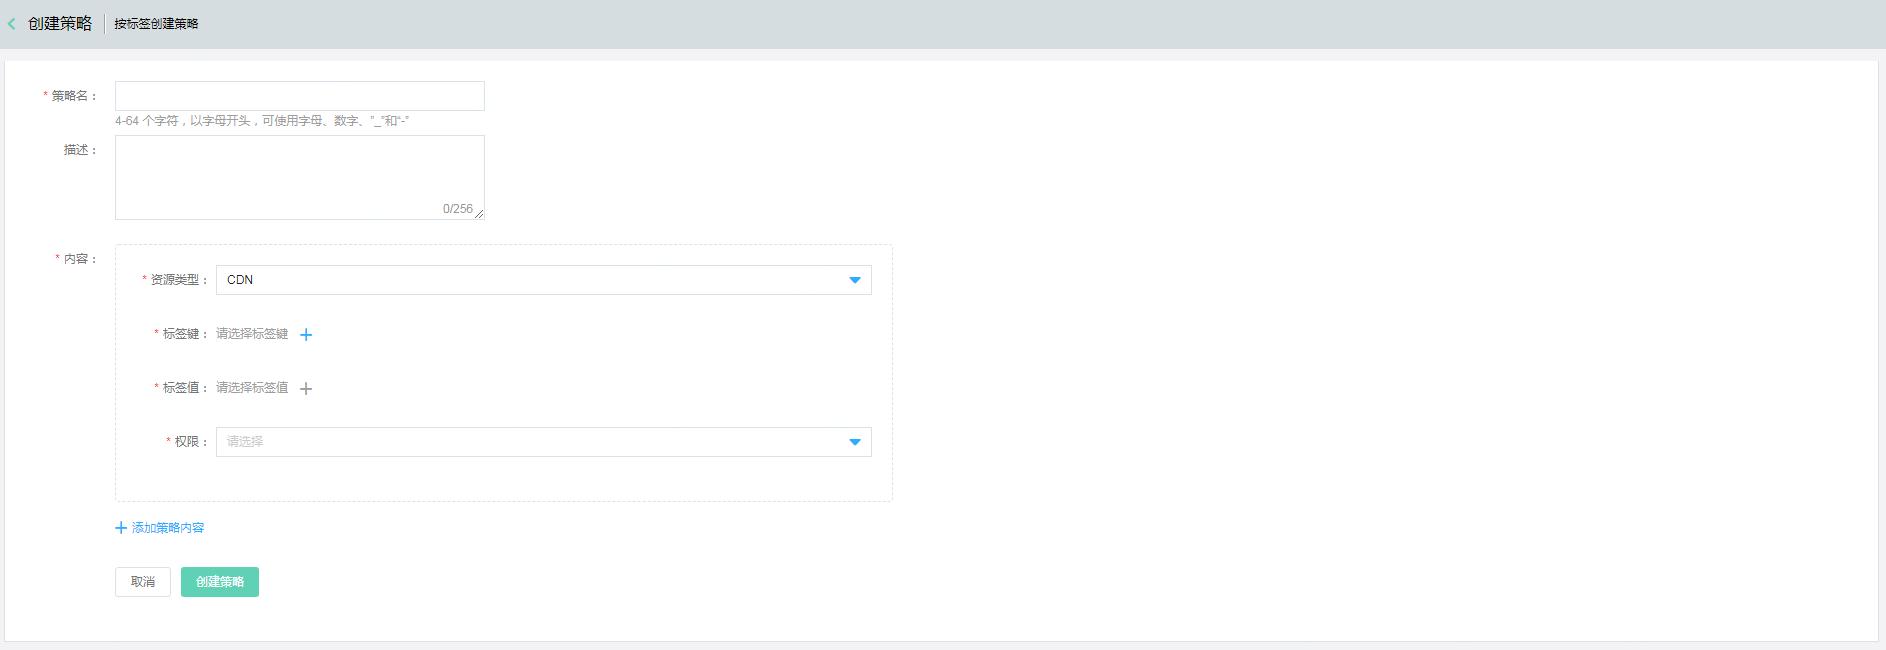 创建策略 按标签创建策略
* 策略名：
4-64 个字符，以字母开头，可使用字母、数字、"_"和"-"
描述：
0/256
* 内容：
* 资源类型： CDN
* 标签键： 请选择标签键 +
* 标签值： 请选择标签值 +
* 权限： 请选择
+ 添加策略内容
取消 创建策略